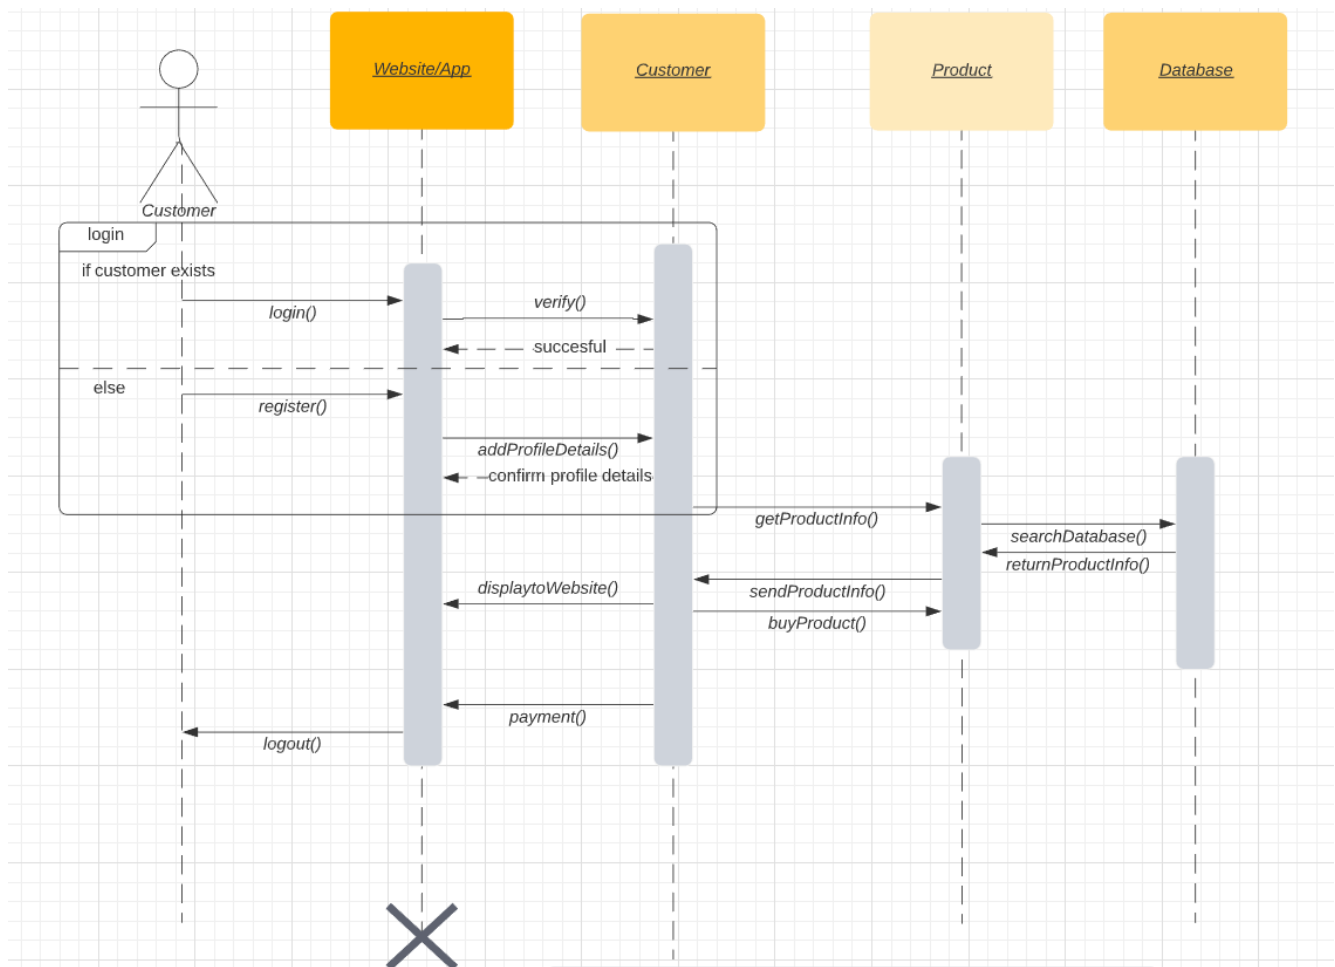 Website/App
Customer
Product
Database
Customer
login
if customer exists
login()
verify()
succesful
else
register()
addProfileDetails()
confirm profile details
getProductInfo()
searchDatabase()
returnProductInfo()
displaytoWebsite()
sendProductInfo()
buyProduct()
payment()
logout()